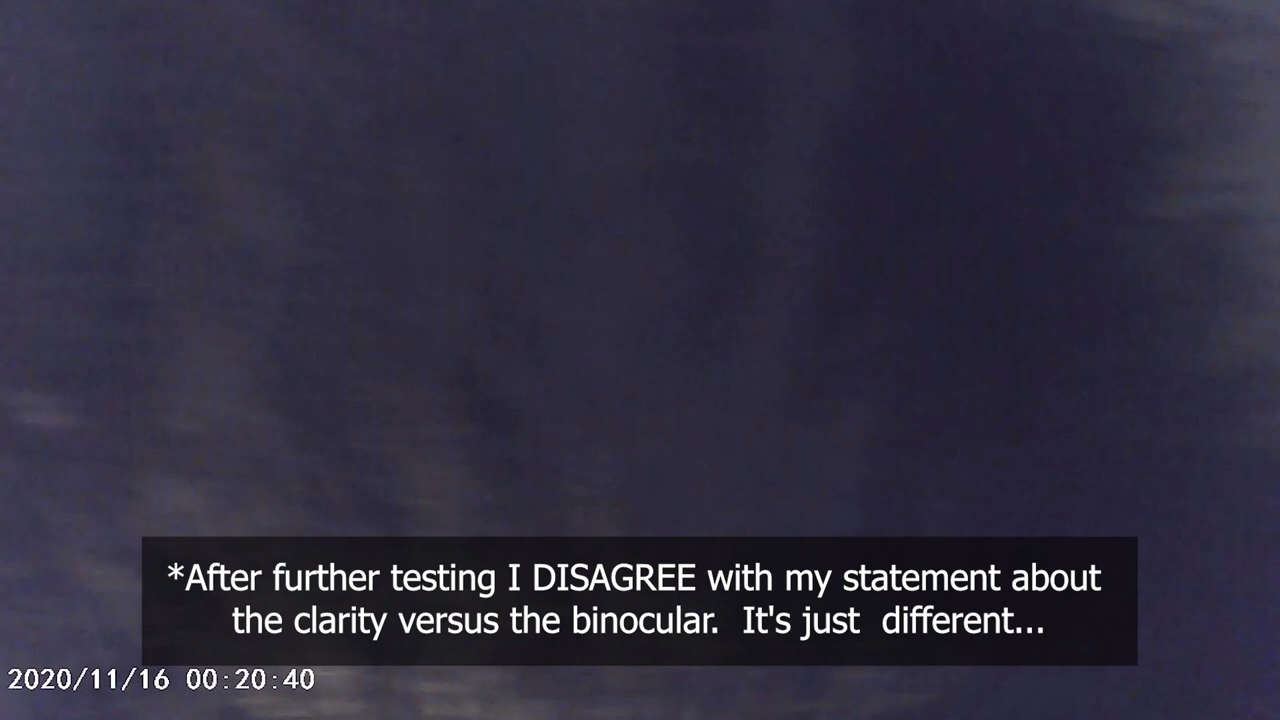 *After further testing I DISAGREE with my statement about
the clarity versus the binocular.  It's just  different...
2020/11/16 00:20:40